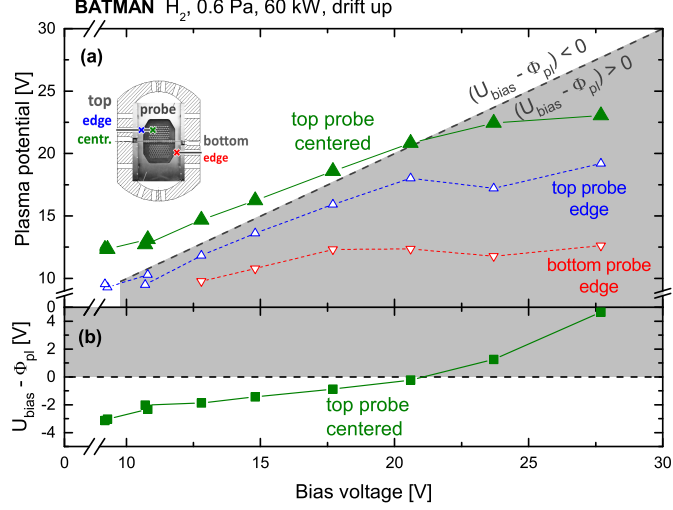 BATMAN H2, 0.6 Pa, 60 kW, drift up
30
25
20
15
10
Plasma potential [V]
(a)
top
edge
centr.
probe
bottom
edge
top probe
centered
(Ubias - Φpl) < 0
(Ubias - Φpl) > 0
top probe
edge
bottom probe
edge
0
2
0
-2
-4
Ubias - Φpl [V]
(b)
top probe
centered
0
10
15
20
25
30
Bias voltage [V]